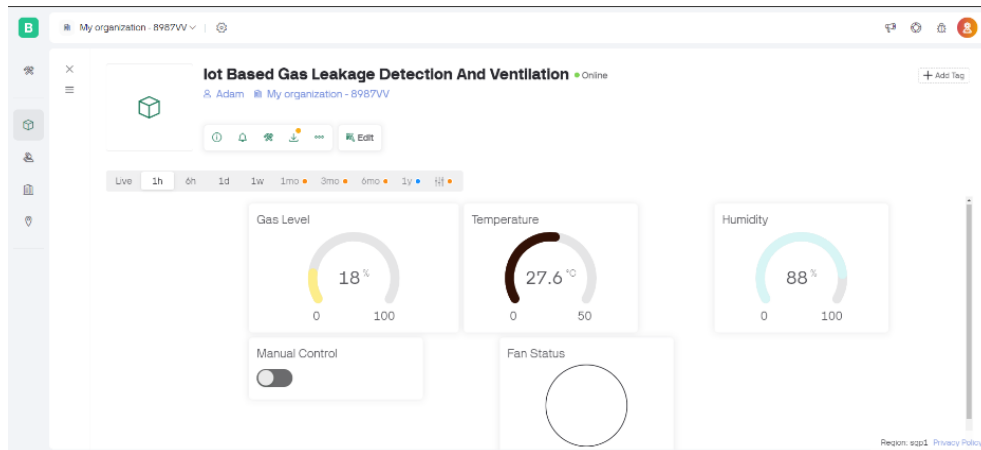 B
My organization - 8987VV
Iot Based Gas Leakage Detection And Ventilation
Online
Adam
My organization - 8987VV
+ Add Tag
Edit
Live 1h 6h 1d 1w 1mo 3mo 6mo 1y
Gas Level
18 %
0 100
Temperature
27.6 °C
0 50
Humidity
88 %
0 100
Manual Control
Fan Status
Region: sgp1 Privacy Policy